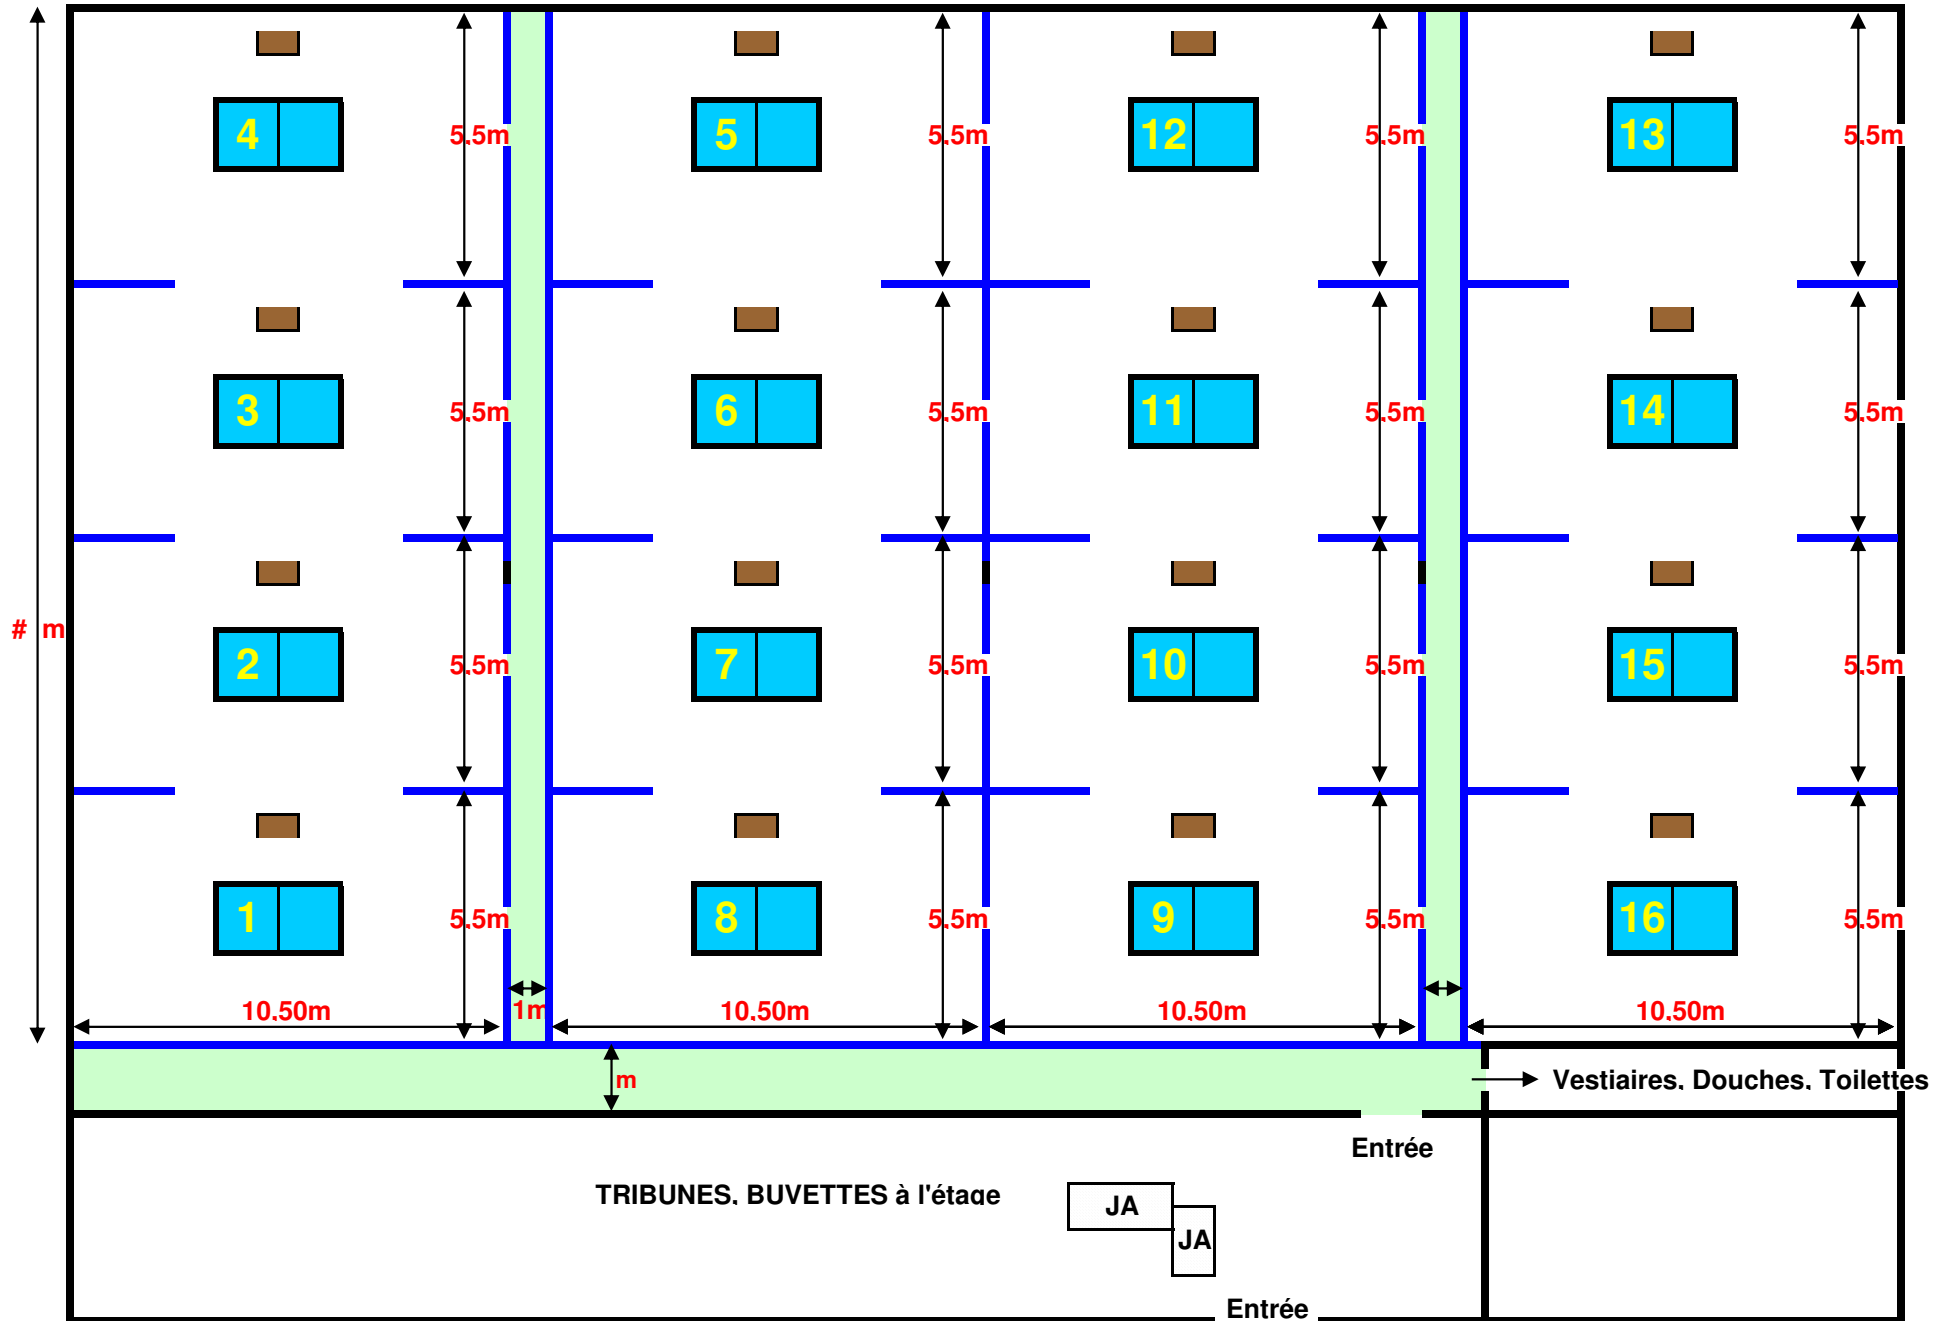 4 5 12 13
5.5m 5.5m 5.5m 5.5m
3 6 11 14
5.5m 5.5m 5.5m 5.5m
# m
2 7 10 15
5.5m 5.5m 5.5m 5.5m
1 8 9 16
5.5m 5.5m 5.5m 5.5m
10.50m 1m 10.50m 10.50m 10.50m
m
Vestiaires. Douches. Toilettes
Entrée
TRIBUNES. BUVETTES à l'étage
JA
JA
Entrée